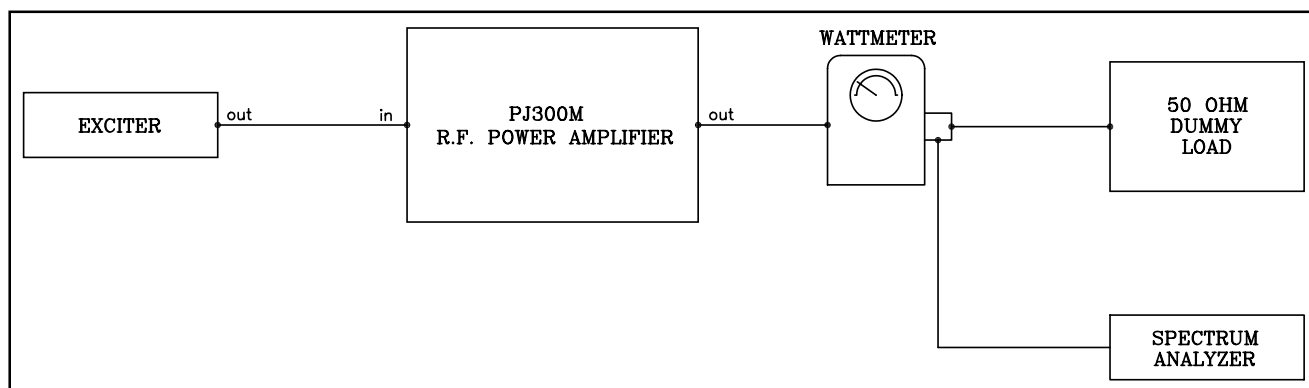 WATTMETER
EXCITER
out
in
PJ300M
R.F. POWER AMPLIFIER
out
50 OHM
DUMMY
LOAD
SPECTRUM
ANALYZER